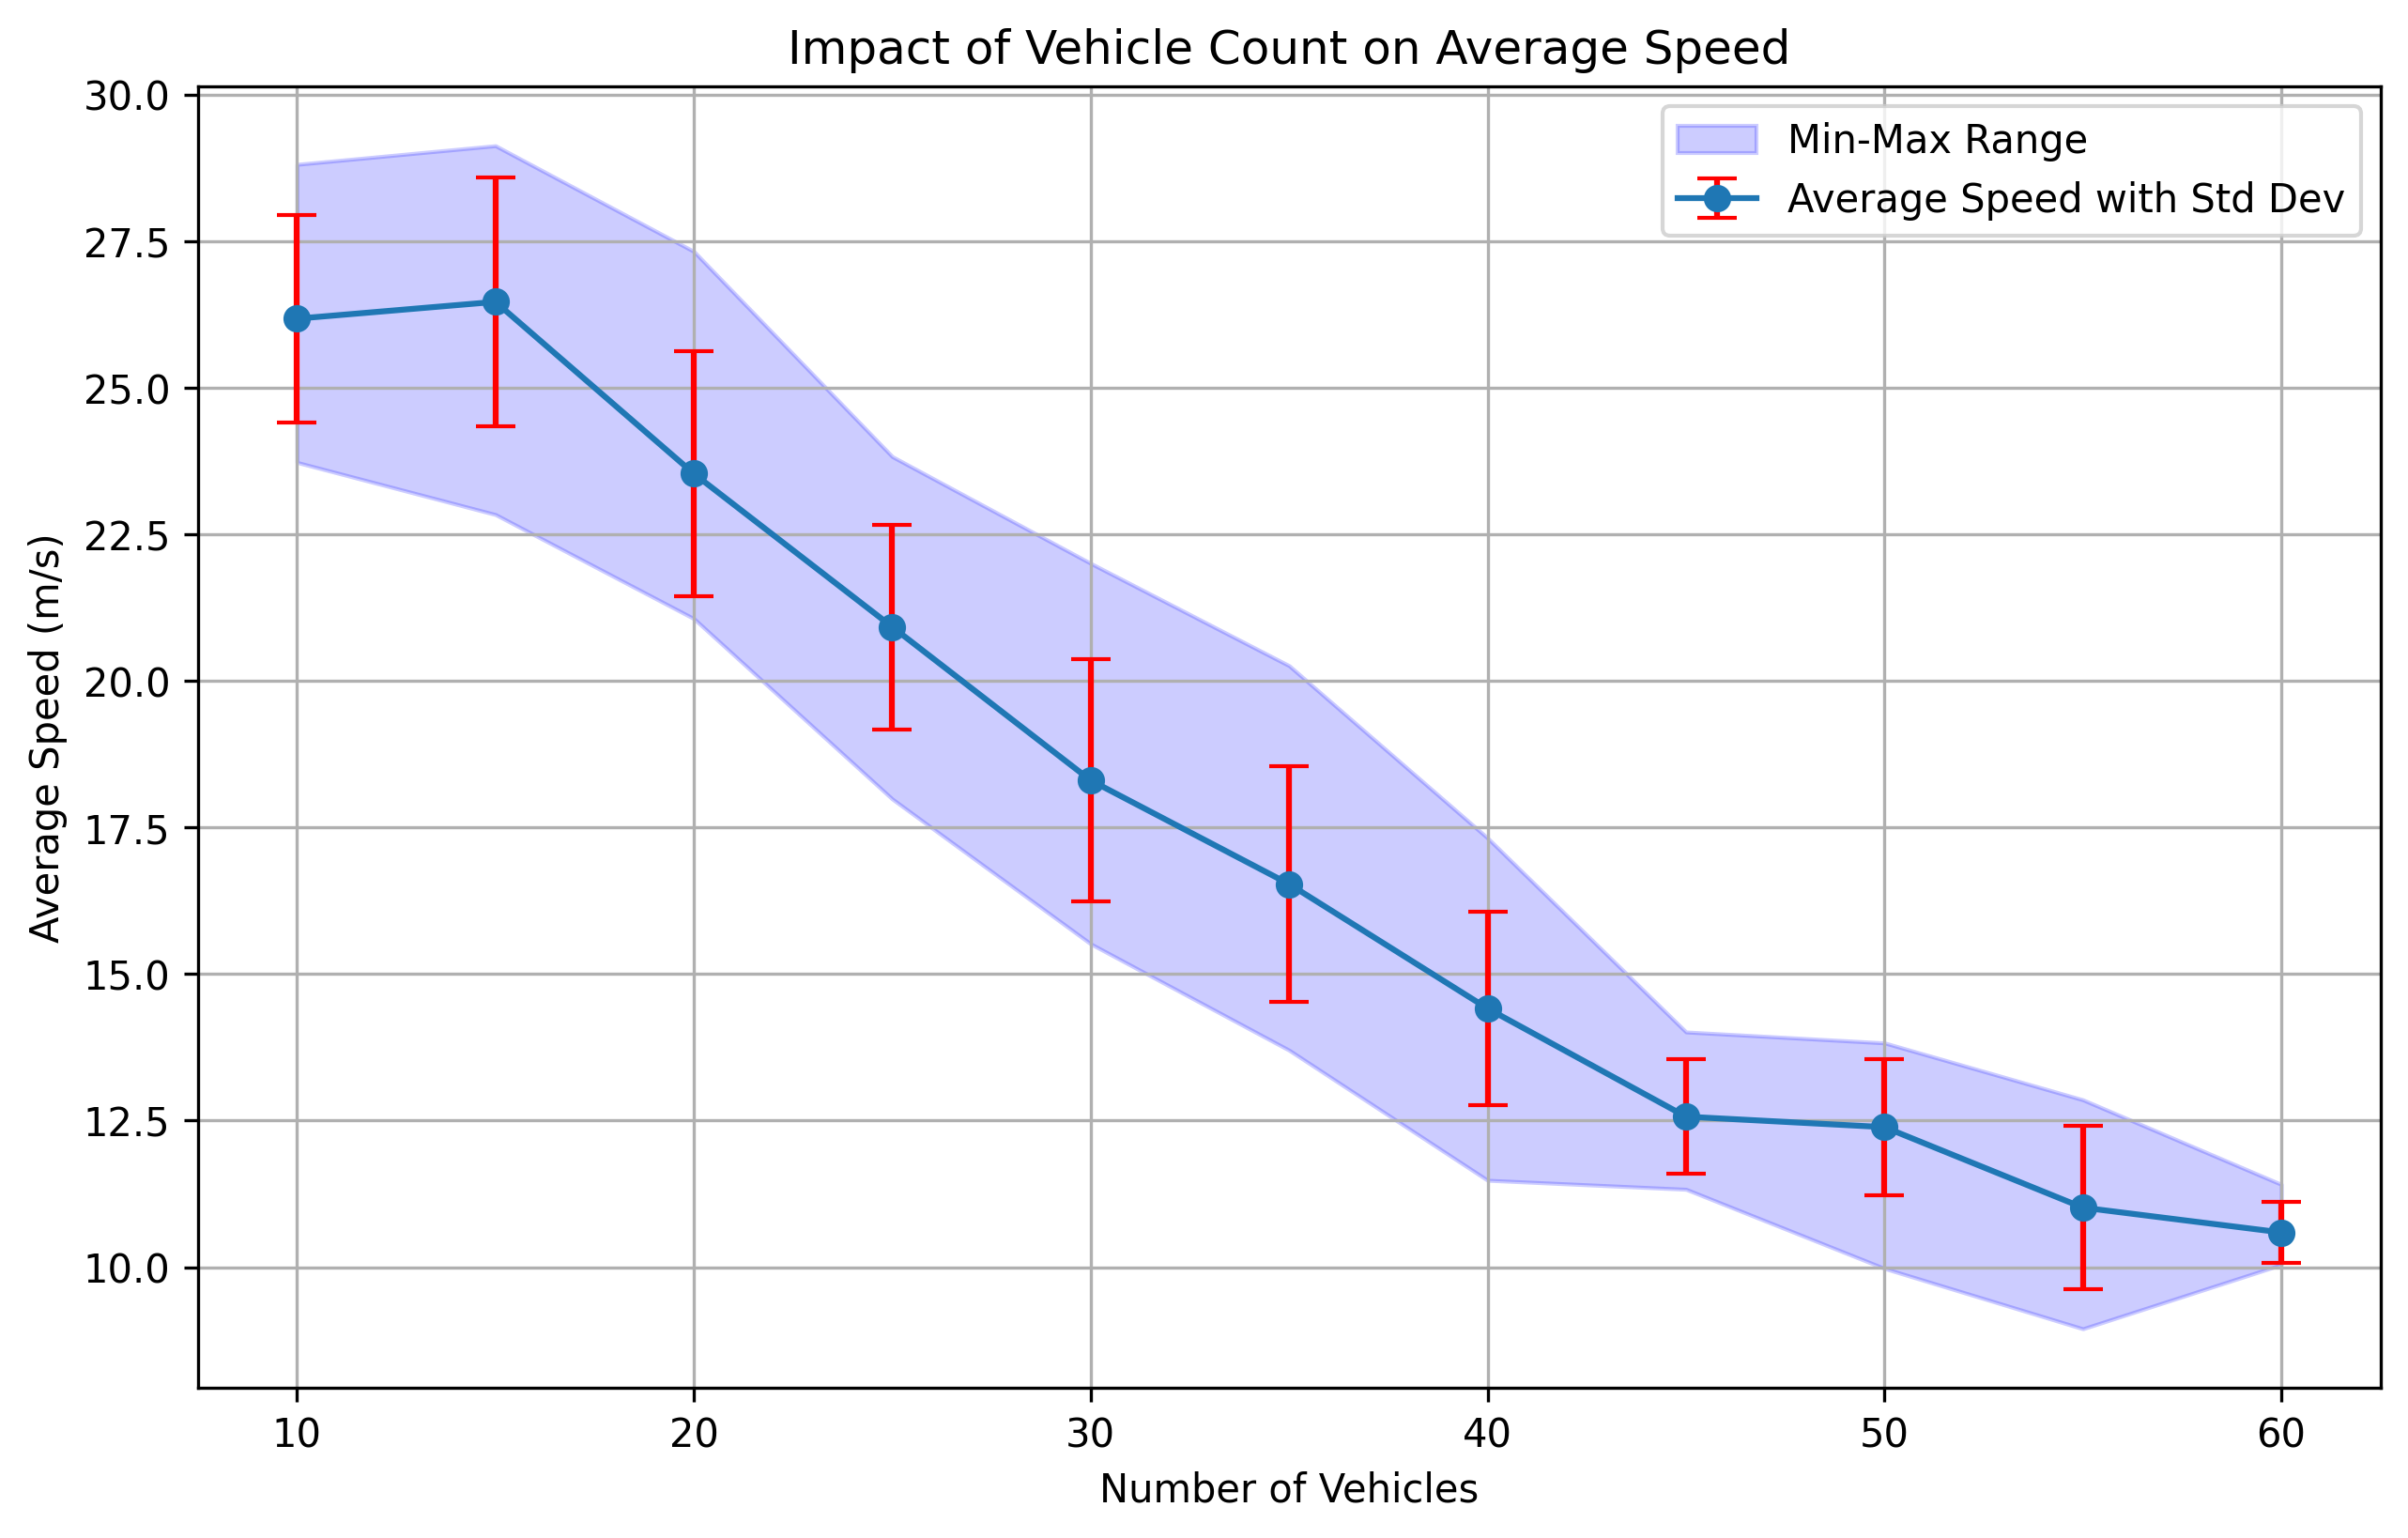 Impact of Vehicle Count on Average Speed
30.0
27.5
25.0
22.5
20.0
17.5
15.0
12.5
10.0
Average Speed (m/s)
Min-Max Range
Average Speed with Std Dev
10 20 30 40 50 60
Number of Vehicles